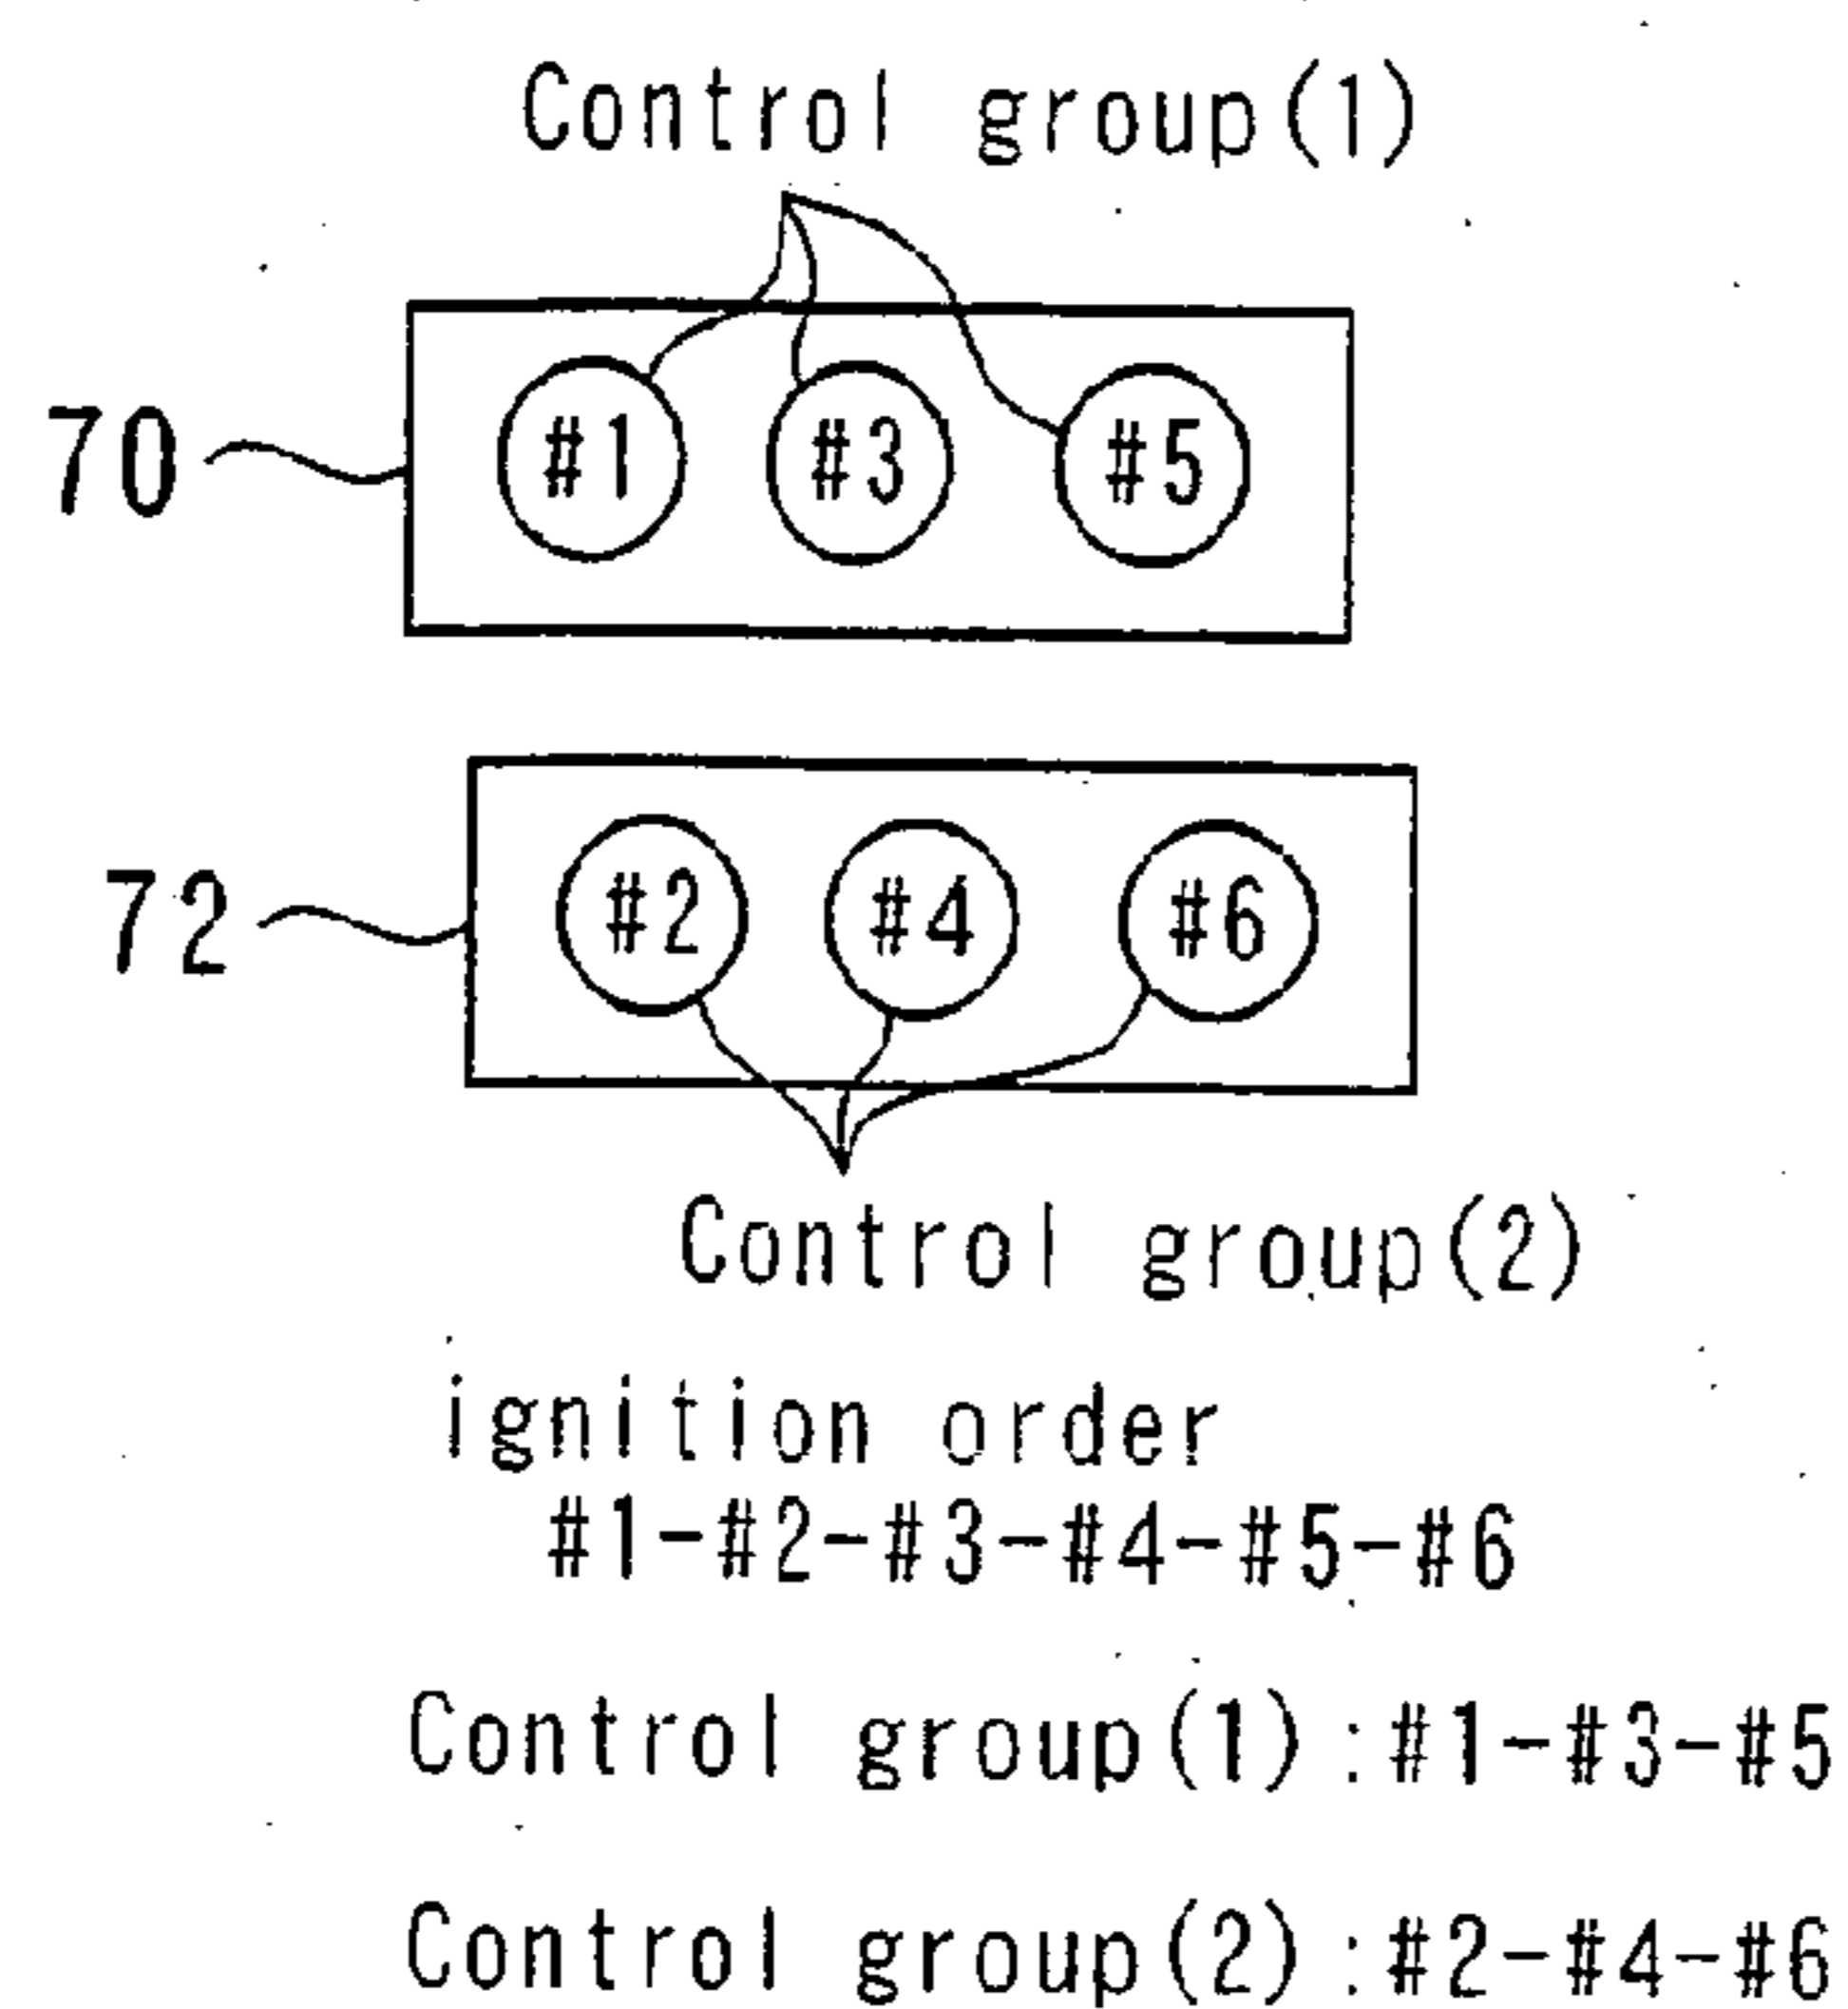 Control group(1)
70
#1 #3 #5
72
#2 #4 #6
Control group(2)
ignition order
#1-#2-#3-#4-#5-#6
Control group(1):#1-#3-#5
Control group(2):#2-#4-#6